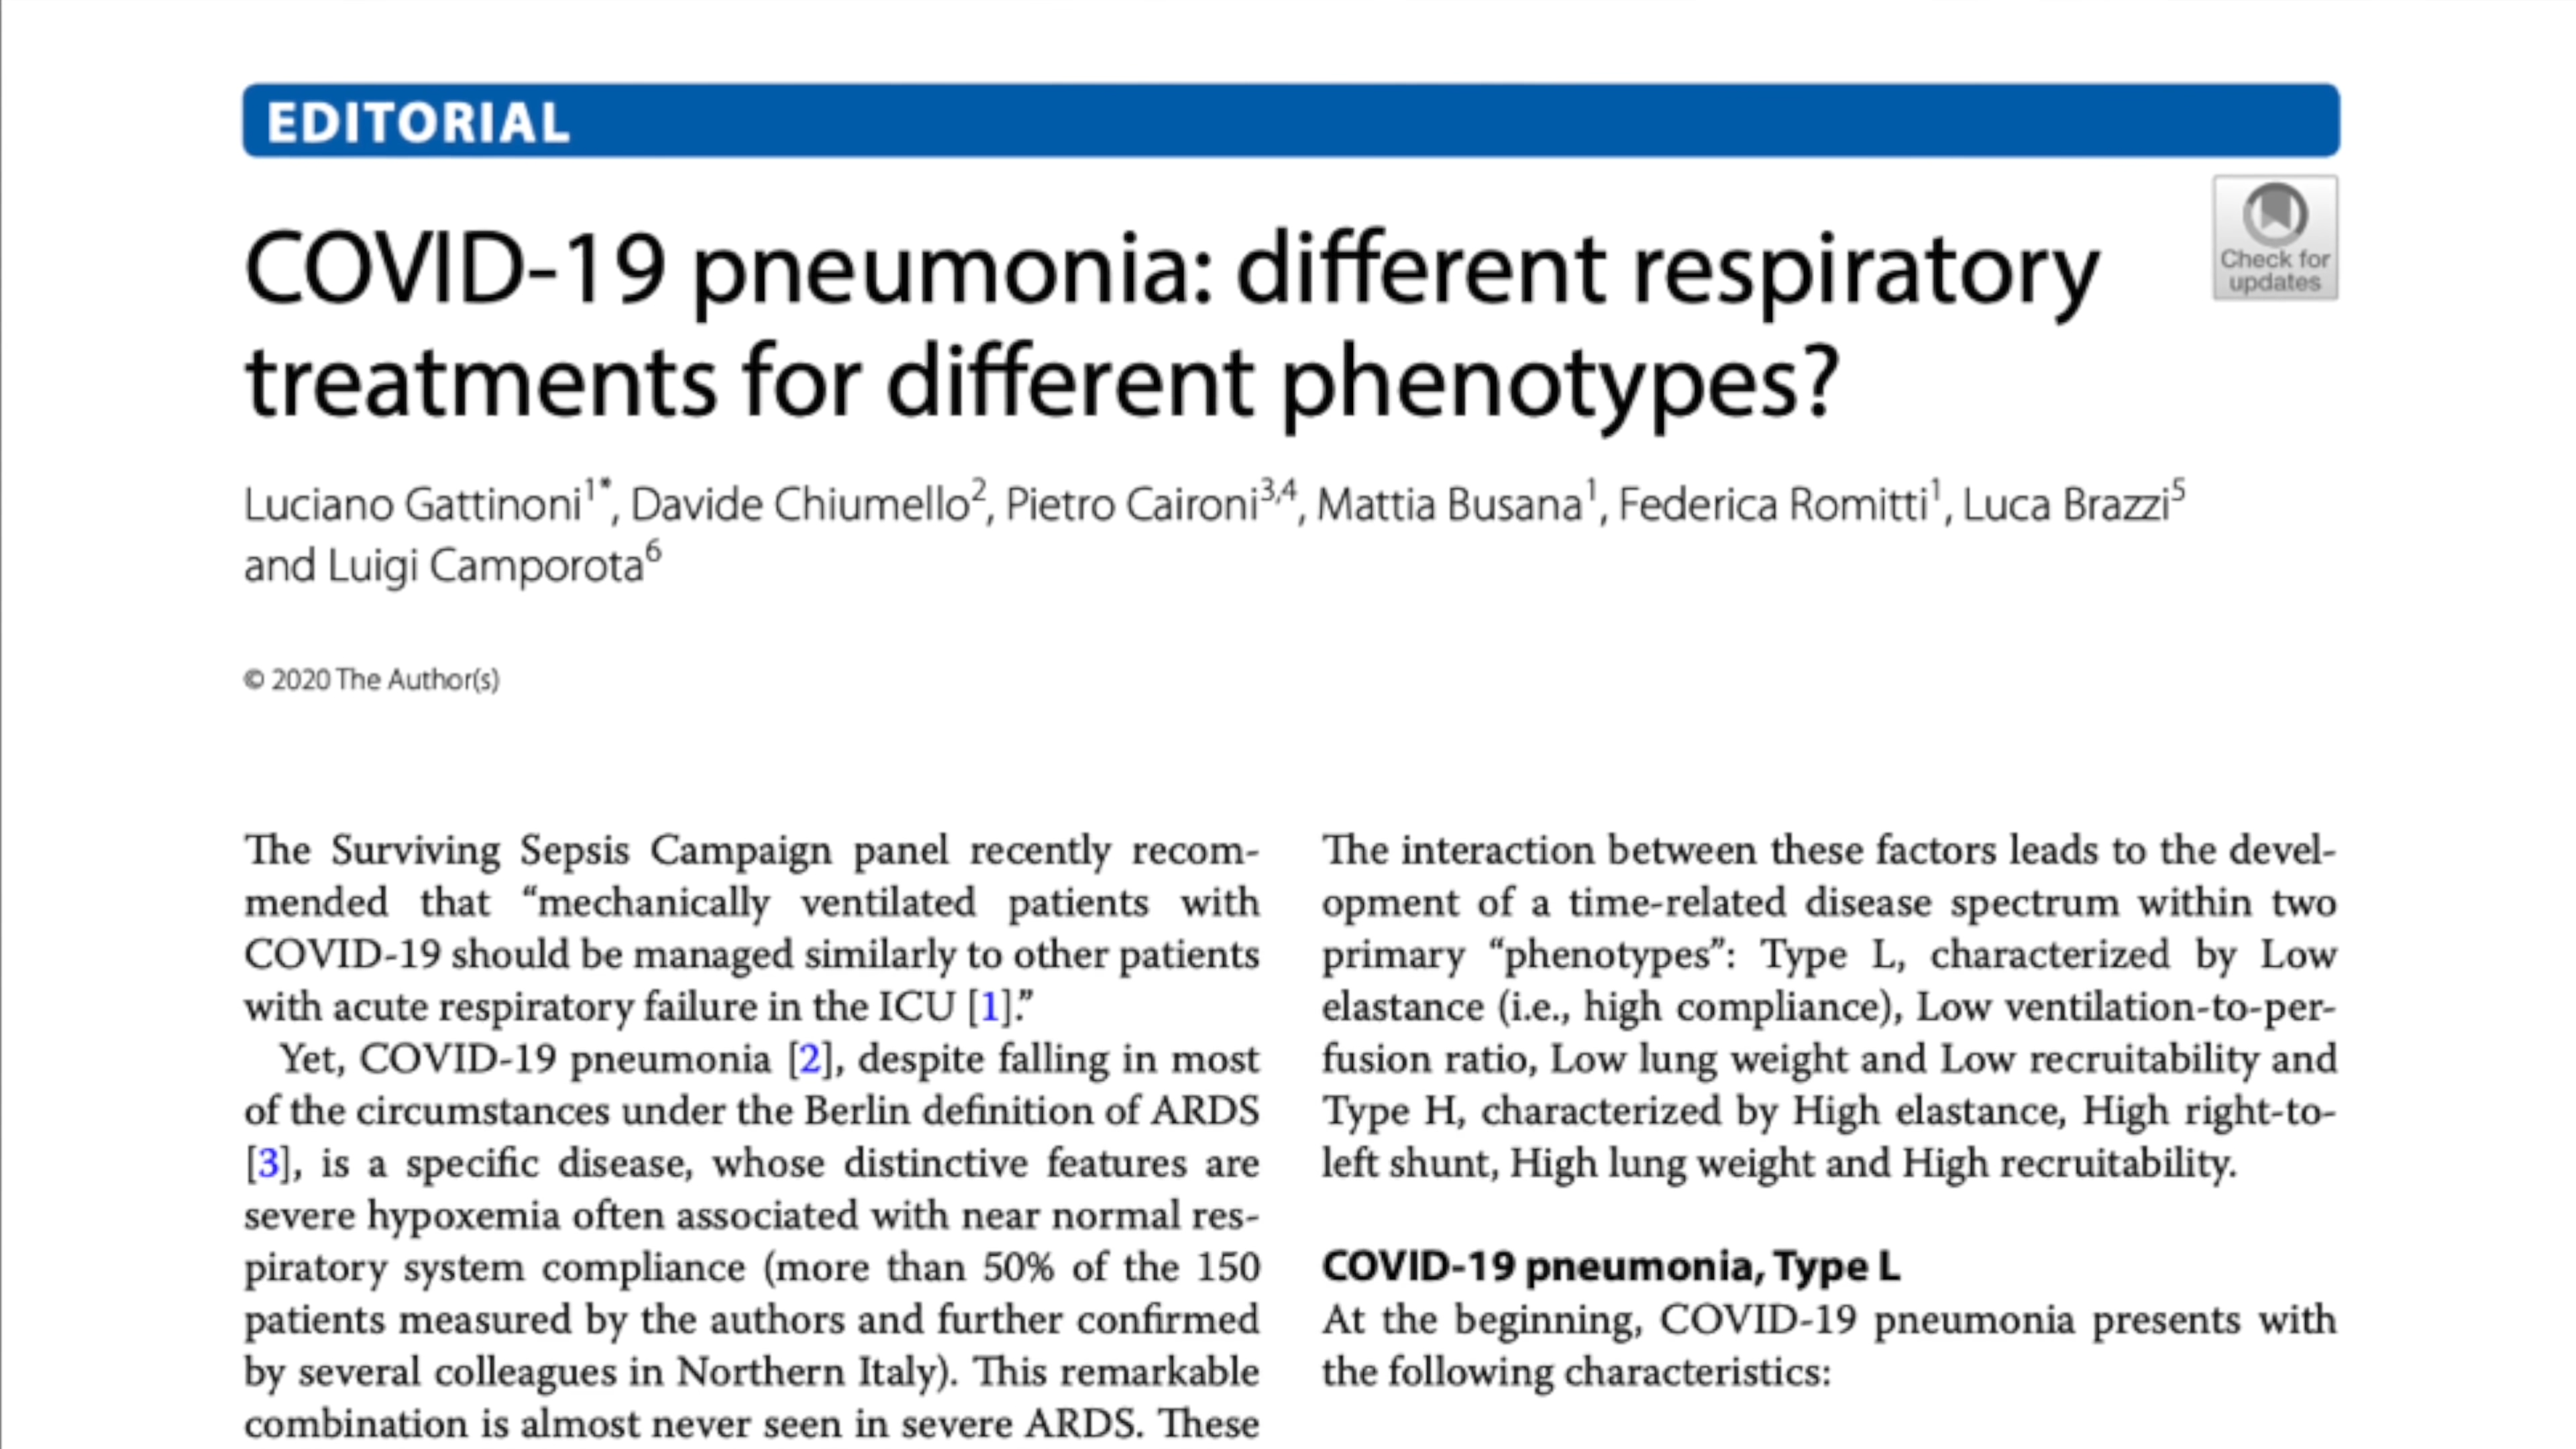 EDITORIAL
COVID-19 pneumonia: different respiratory
treatments for different phenotypes?
Check for
updates
Luciano Gattinoni1*, Davide Chiumello2, Pietro Caironi3,4, Mattia Busana1, Federica Romitti1, Luca Brazzi5
and Luigi Camporota6
© 2020 The Author(s)
The Surviving Sepsis Campaign panel recently recom-
mended that “mechanically ventilated patients with
COVID-19 should be managed similarly to other patients
with acute respiratory failure in the ICU [1].”
Yet, COVID-19 pneumonia [2], despite falling in most
of the circumstances under the Berlin definition of ARDS
[3], is a specific disease, whose distinctive features are
severe hypoxemia often associated with near normal res-
piratory system compliance (more than 50% of the 150
patients measured by the authors and further confirmed
by several colleagues in Northern Italy). This remarkable
combination is almost never seen in severe ARDS. These
The interaction between these factors leads to the devel-
opment of a time-related disease spectrum within two
primary “phenotypes”: Type L, characterized by Low
elastance (i.e., high compliance), Low ventilation-to-per-
fusion ratio, Low lung weight and Low recruitability and
Type H, characterized by High elastance, High right-to-
left shunt, High lung weight and High recruitability.
COVID-19 pneumonia, Type L
At the beginning, COVID-19 pneumonia presents with
the following characteristics: